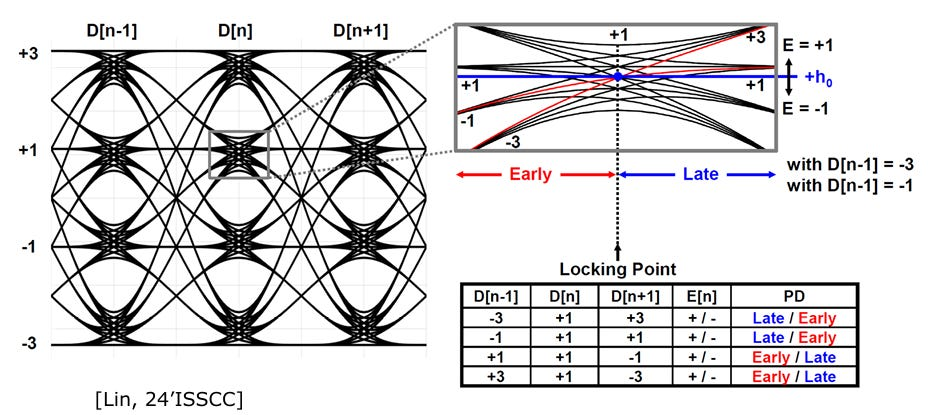 D[n-1] D[n] D[n+1]
+3
+1
-1
-3
+1
+3
E = +1
+1
+1
+h0
-1
E = -1
-3
with D[n-1] = -3
with D[n-1] = -1
Early Late
Locking Point
D[n-1] D[n] D[n+1] E[n] PD
-3 +1 +3 + / - Late / Early
-1 +1 +1 + / - Late / Early
+1 +1 -1 + / - Early / Late
+3 +1 -3 + / - Early / Late
[Lin, 24’ISSCC]